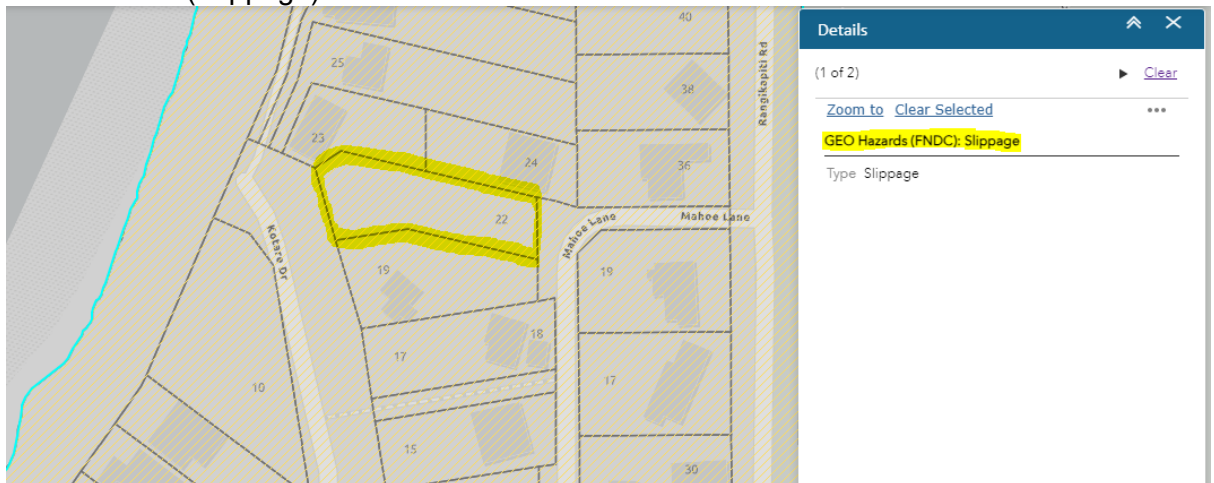 (slippage)
40
25
38
Rangikapiti Rd
23
24
36
22
Mahoe Lane
Mahoe Lane
Kotare Dr
19
19
18
17
17
10
15
30
Details
(1 of 2)
Clear
Zoom to Clear Selected
GEO Hazards (FNDC): Slippage
Type Slippage